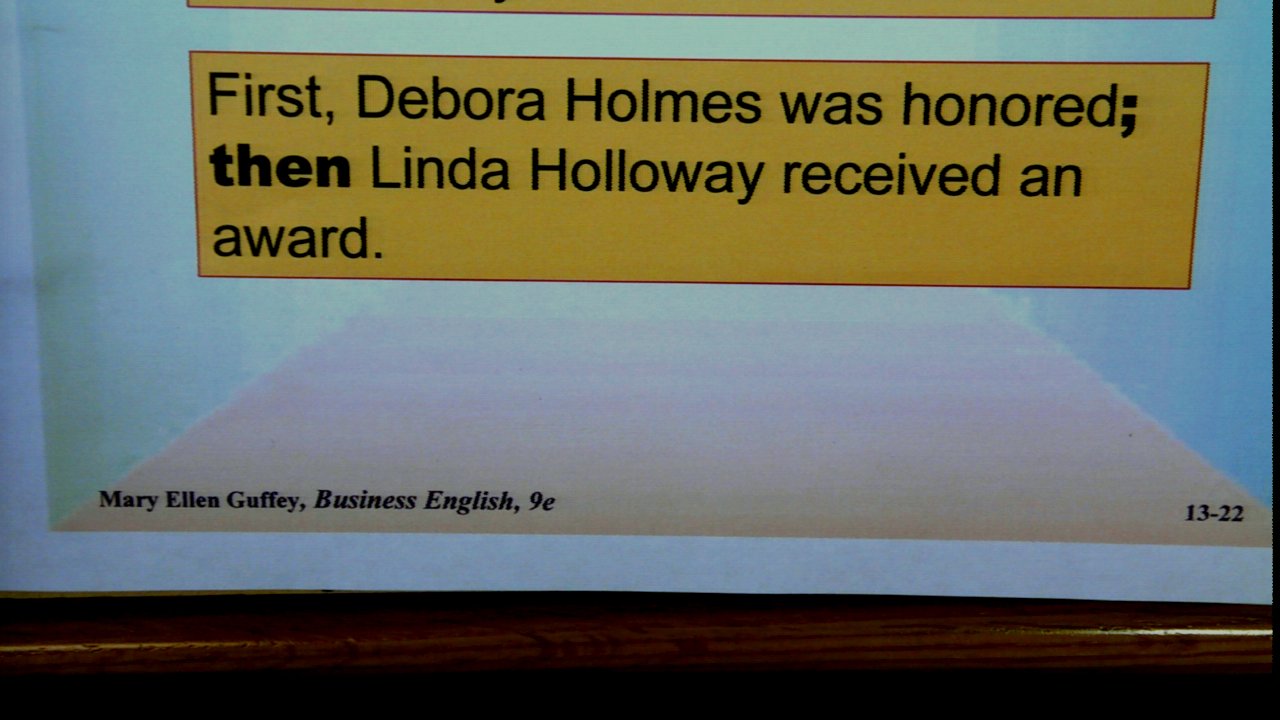 First, Debora Holmes was honored;
then Linda Holloway received an
award.
Mary Ellen Guffey, Business English, 9e
13-22